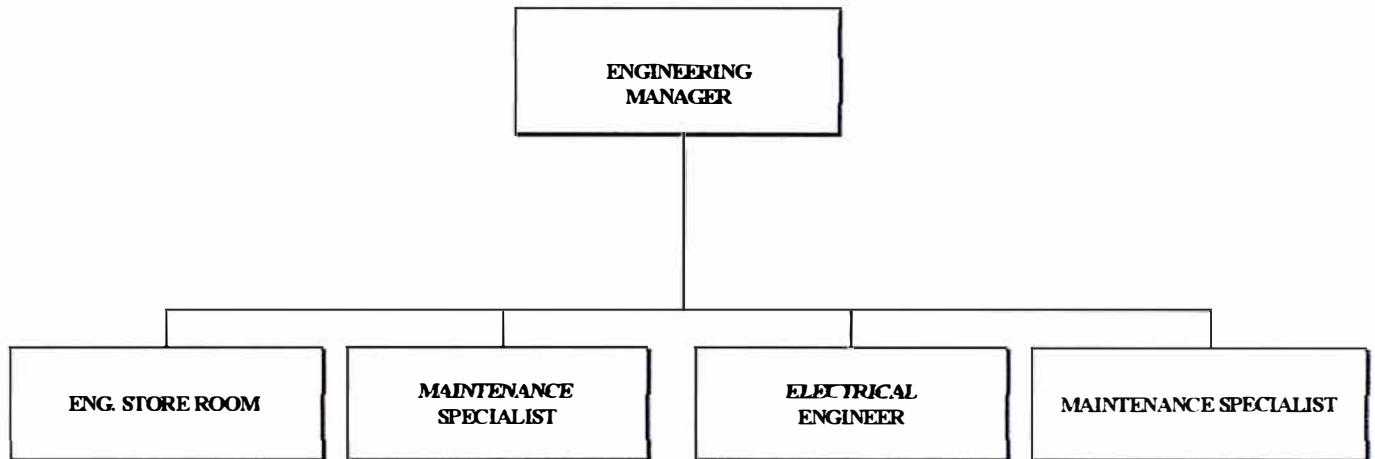 ENGINEERING
MANAGER
ENG. STORE ROOM
MAINTENANCE
SPECIALIST
ELECTRICAL
ENGINEER
MAINTENANCE SPECIALIST